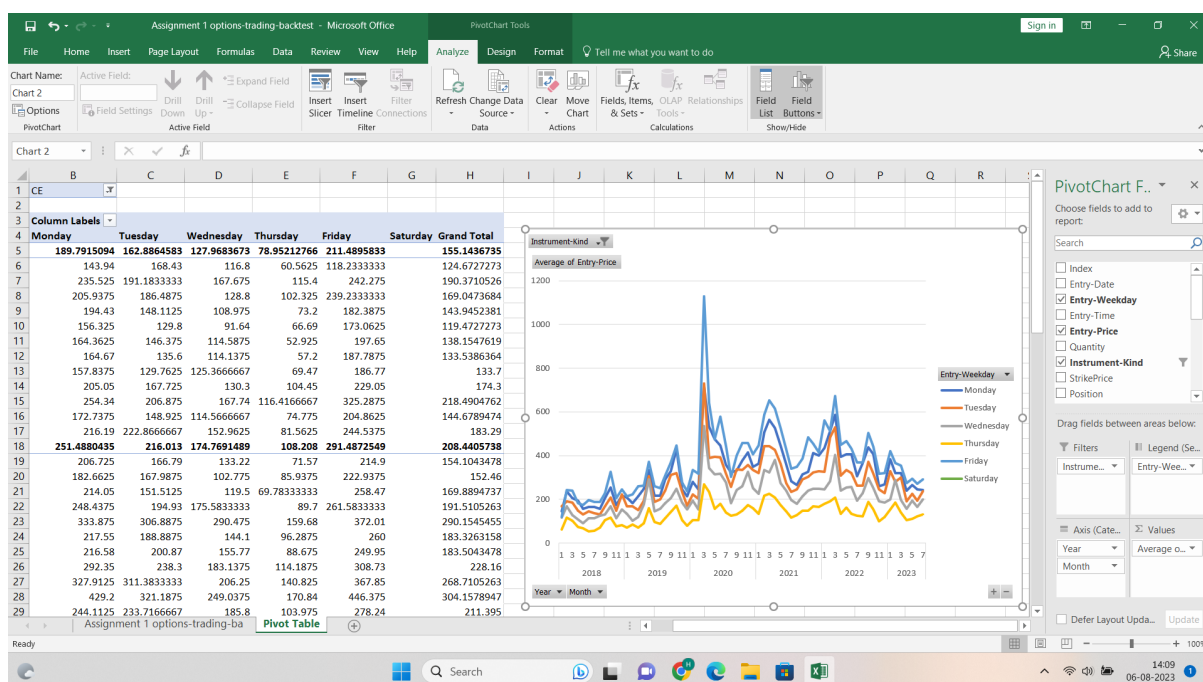 Assignment 1 options-trading-backtest - Microsoft Office
PivotChart Tools
Sign in
File Home Insert Page Layout Formulas Data Review View Help Analyze Design Format Tell me what you want to do Share
Chart Name:
Chart 2
Options
PivotChart
Active Field:
Field Settings
Drill Down
Drill Up
Expand Field
Collapse Field
Active Field
Insert Slicer
Insert Timeline
Filter Connections
Filter
Refresh
Change Data Source
Data
Clear
Move Chart
Actions
Fields, Items, & Sets
OLAP Tools
Relationships
Calculations
Field List
Field Buttons
Show/Hide
Chart 2
fx
B C D E F G H I J K L M N O P Q R S
1 CE
2
3 Column Labels
4 Monday Tuesday Wednesday Thursday Friday Saturday Grand Total
5 189.7915094 162.8864583 127.9683673 78.95212766 211.4895833 155.1436735
6 143.94 168.43 116.8 60.5625 118.2333333 124.6727273
7 235.525 191.1833333 167.675 115.4 242.275 190.3710526
8 205.9375 186.4875 128.8 102.325 239.2333333 169.0473684
9 194.43 148.1125 108.975 73.2 182.3875 143.9452381
10 156.325 129.8 91.64 66.69 173.0625 119.4727273
11 164.3625 146.375 114.5875 52.925 197.65 138.1547619
12 164.67 135.6 114.1375 57.2 187.7875 133.5386364
13 157.8375 129.7625 125.3666667 69.47 186.77 133.7
14 205.05 167.725 130.3 104.45 229.05 174.3
15 254.34 206.875 167.74 116.4166667 325.2875 218.4904762
16 172.7375 148.925 114.5666667 74.775 204.8625 144.6789474
17 216.19 222.8666667 152.9625 81.5625 244.5375 183.29
18 251.4880435 216.013 174.7691489 108.208 291.4872549 208.4405738
19 206.725 166.79 133.22 71.57 214.9 154.1043478
20 182.6625 167.9875 102.775 85.9375 222.9375 152.46
21 214.05 151.5125 119.5 69.78333333 258.47 169.8894737
22 248.4375 194.93 175.5833333 89.7 261.5833333 191.5105263
23 333.875 306.8875 290.475 159.68 372.01 290.1545455
24 217.55 188.8875 144.1 96.2875 260 183.3263158
25 216.58 200.87 155.77 88.675 249.95 183.5043478
26 292.35 238.3 183.1375 114.1875 308.73 228.16
27 327.9125 311.3833333 206.25 140.825 367.85 268.7105263
28 429.2 321.1875 249.0375 170.84 446.375 304.1578947
29 244.1125 233.7166667 185.8 103.975 278.24 211.395
Instrument-Kind
Average of Entry-Price
1200
1000
800
600
400
200
0
1 3 5 7 9 11 1 3 5 7 9 11 1 3 5 7 9 11 1 3 5 7 9 11 1 3 5 7 9 11 1 3 5 7
2018 2019 2020 2021 2022 2023
Year Month
Entry-Weekday
Monday
Tuesday
Wednesday
Thursday
Friday
Saturday
PivotChart F..
Choose fields to add to report:
Search
Index
Entry-Date
Entry-Weekday
Entry-Time
Entry-Price
Quantity
Instrument-Kind
StrikePrice
Position
Drag fields between areas below:
Filters
Instrume...
Legend (Se...
Entry-Wee...
Axis (Cate...
Year
Month
Σ Values
Average o...
Defer Layout Upda...
Update
Assignment 1 options-trading-ba
Pivot Table
Ready
100%
Search
H
14:09
06-08-2023
1